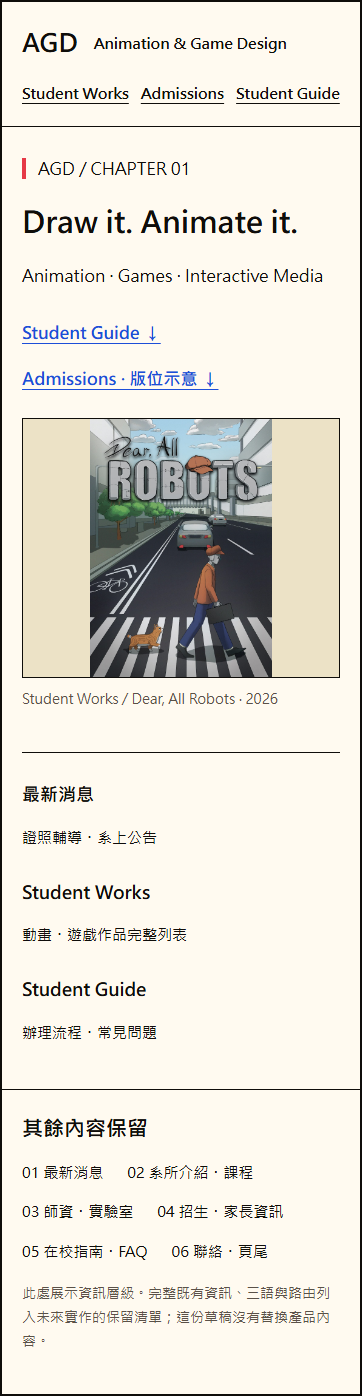 AGD Animation & Game Design
Student Works Admissions Student Guide
AGD / CHAPTER 01
Draw it. Animate it.
Animation · Games · Interactive Media
Student Guide ↓
Admissions · 版位示意 ↓
Dear, All
ROBOTS
Student Works / Dear, All Robots · 2026
最新消息
證照輔導・系上公告
Student Works
動畫・遊戲作品完整列表
Student Guide
辦理流程・常見問題
其餘內容保留
01 最新消息 02 系所介紹・課程
03 師資・實驗室 04 招生・家長資訊
05 在校指南・FAQ 06 聯絡・頁尾
此處展示資訊層級。完整既有資訊、三語與路由列
入未來實作的保留清單；這份草稿沒有替換產品內
容。